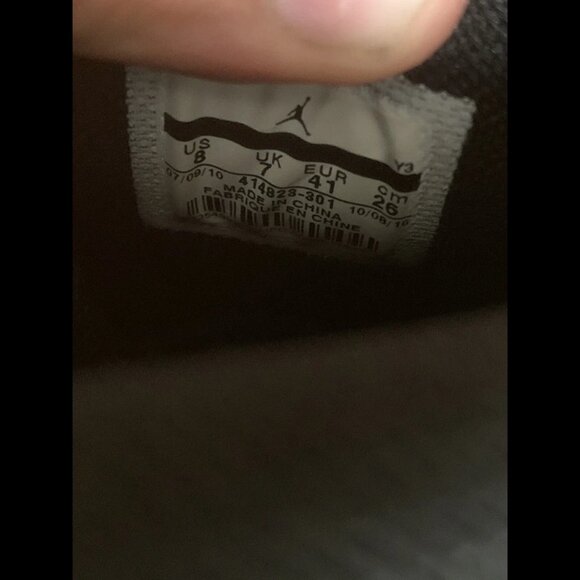 Y3
US UK EUR cm
8 7 41 26
07/09/10 414823-301 10/08/10
MADE IN CHINA
FABRIQUE EN CHINE